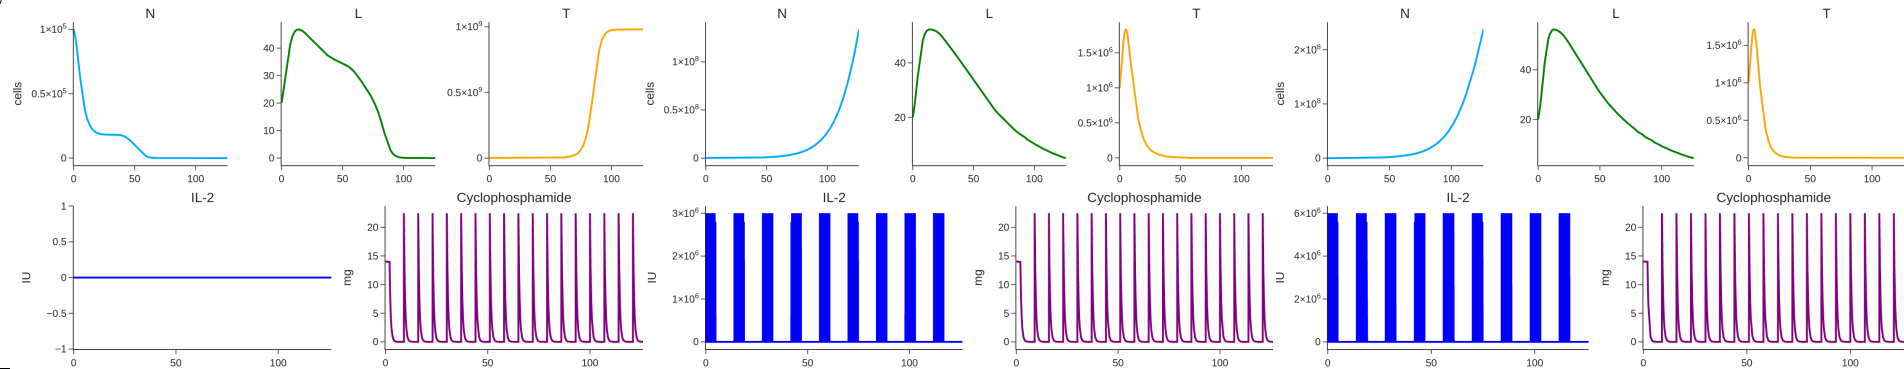 N L T N L T N L T
1×10⁵ 0.5×10⁵ 0 cells 0 50 100
40 30 20 10 0 0 50 100
1×10⁹ 0.5×10⁹ 0 0 50 100
1×10⁸ 0.5×10⁸ 0 cells 0 50 100
40 20 0 50 100
1.5×10⁶ 1×10⁶ 0.5×10⁶ 0 0 50 100
2×10⁸ 1×10⁸ 0 cells 0 50 100
40 20 0 50 100
1.5×10⁶ 1×10⁶ 0.5×10⁶ 0 0 50 100
IL-2 Cyclophosphamide IL-2 Cyclophosphamide IL-2 Cyclophosphamide
1 0.5 0 −0.5 −1 IU 0 50 100
20 15 10 5 0 mg 0 50 100
3×10⁶ 2×10⁶ 1×10⁶ 0 IU 0 50 100
20 15 10 5 0 mg 0 50 100
6×10⁶ 4×10⁶ 2×10⁶ 0 IU 0 50 100
20 15 10 5 0 mg 0 50 100